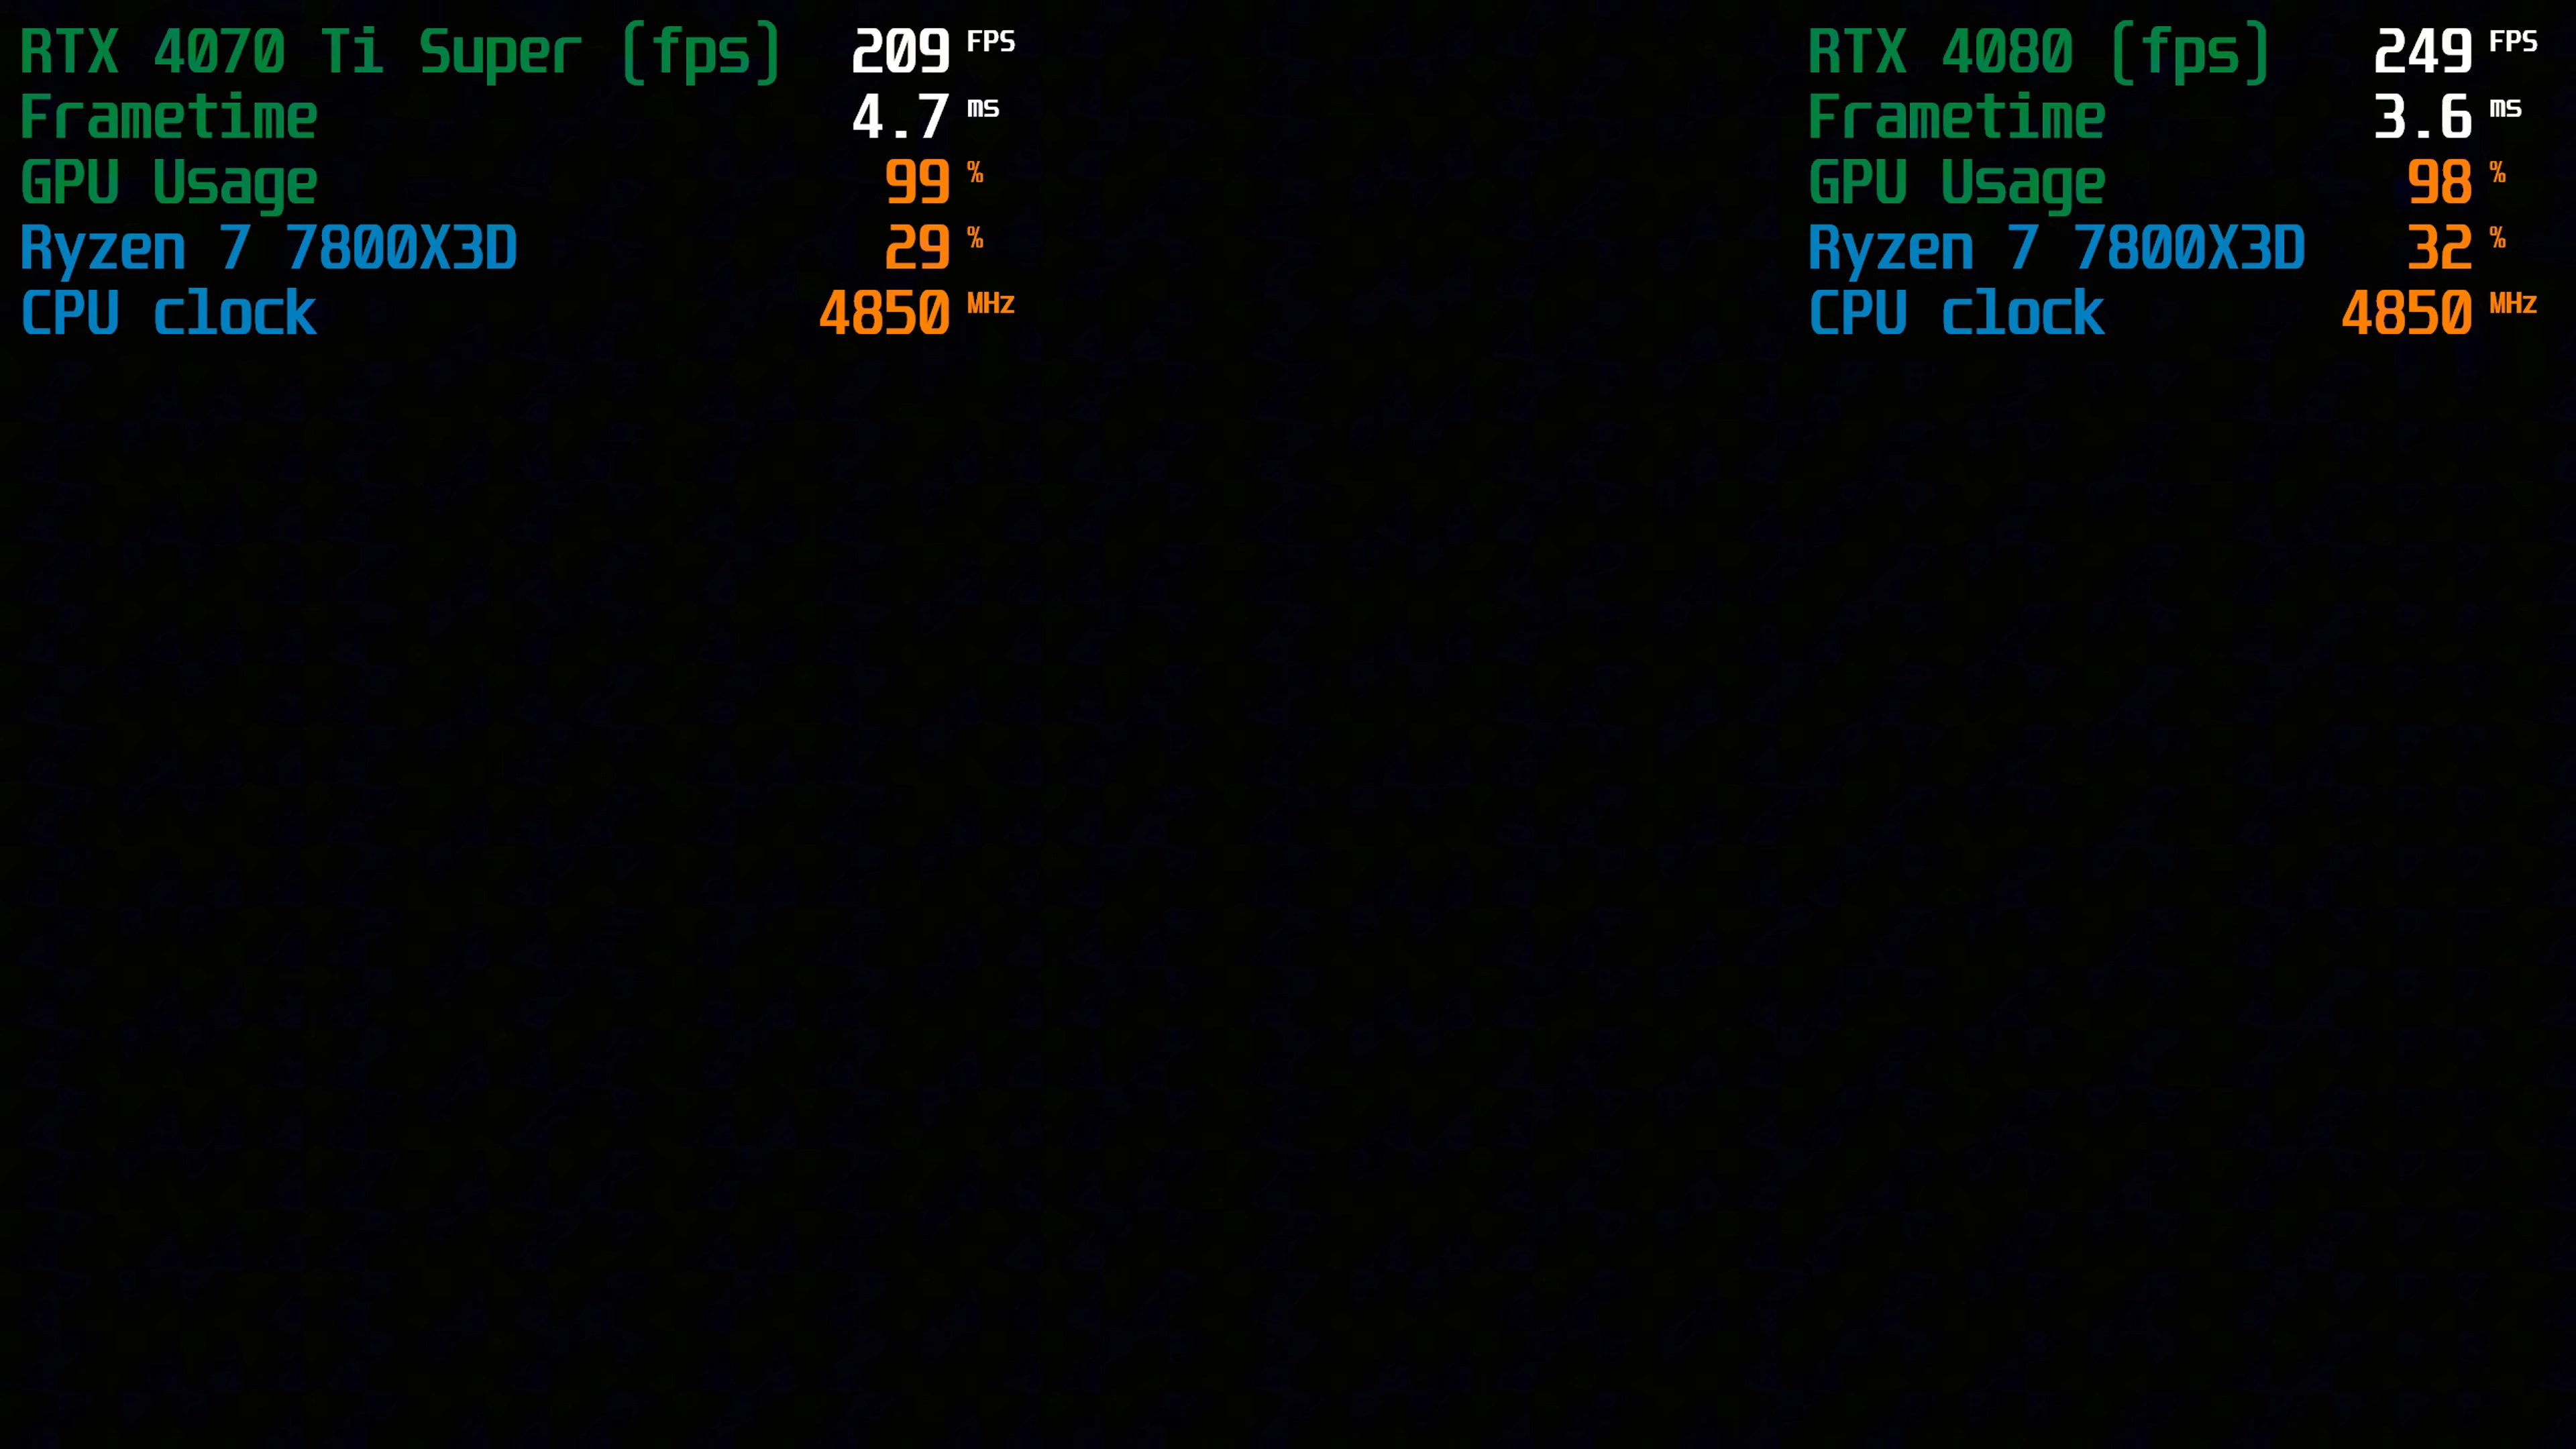 RTX 4070 Ti Super (fps) 209 FPS
Frametime 4.7 ms
GPU Usage 99 %
Ryzen 7 7800X3D 29 %
CPU clock 4850 MHz
RTX 4080 (fps) 249 FPS
Frametime 3.6 ms
GPU Usage 98 %
Ryzen 7 7800X3D 32 %
CPU clock 4850 MHz